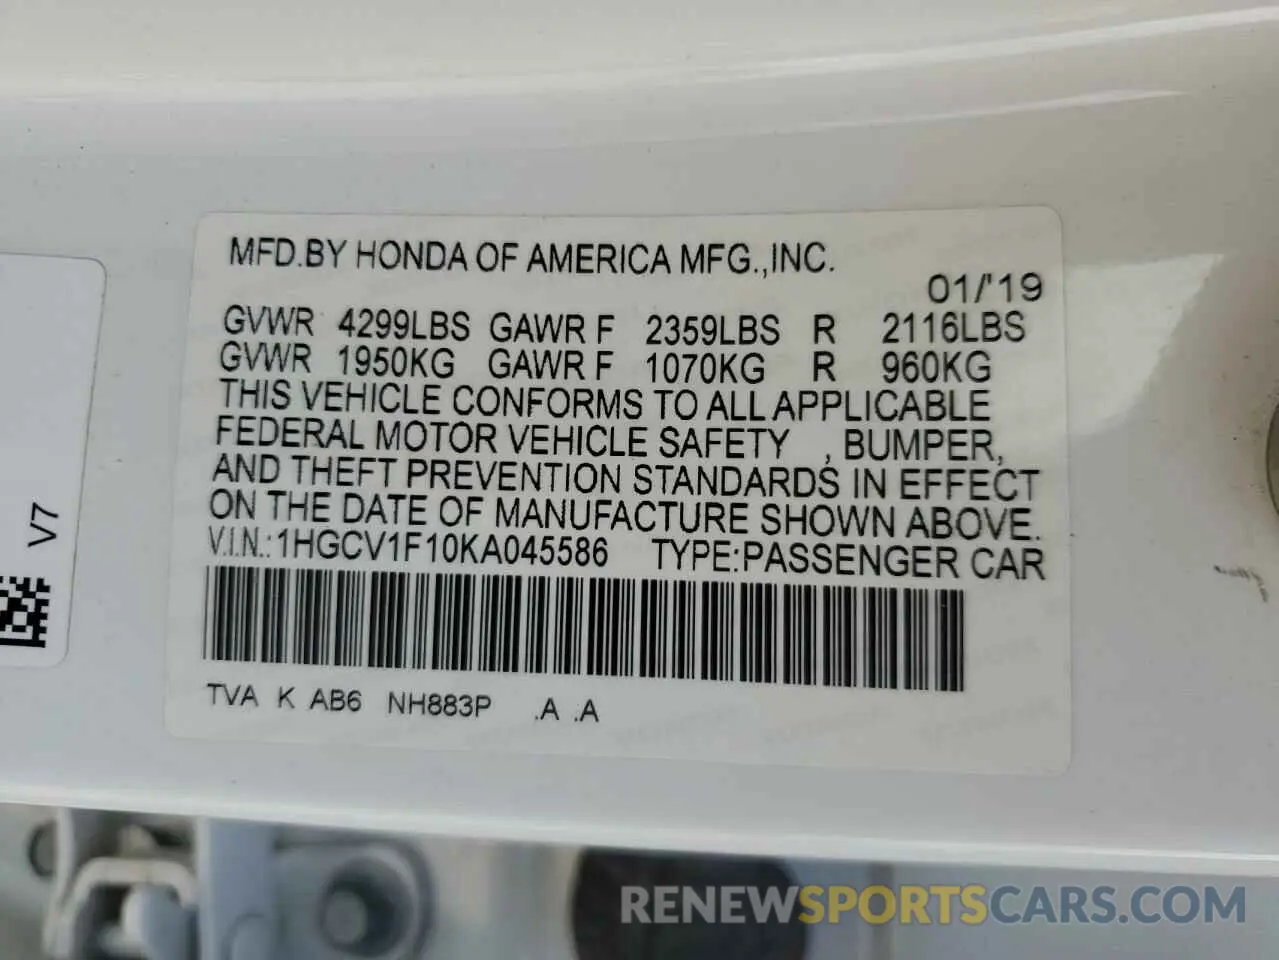 MFD.BY HONDA OF AMERICA MFG.,INC.
01/'19
GVWR 4299LBS GAWR F 2359LBS R 2116LBS
GVWR 1950KG GAWR F 1070KG R 960KG
THIS VEHICLE CONFORMS TO ALL APPLICABLE
FEDERAL MOTOR VEHICLE SAFETY , BUMPER,
AND THEFT PREVENTION STANDARDS IN EFFECT
ON THE DATE OF MANUFACTURE SHOWN ABOVE.
V.I.N.:1HGCV1F10KA045586 TYPE:PASSENGER CAR
TVA K AB6 NH883P .A .A
V7
RENEWSPORTSCARS.COM